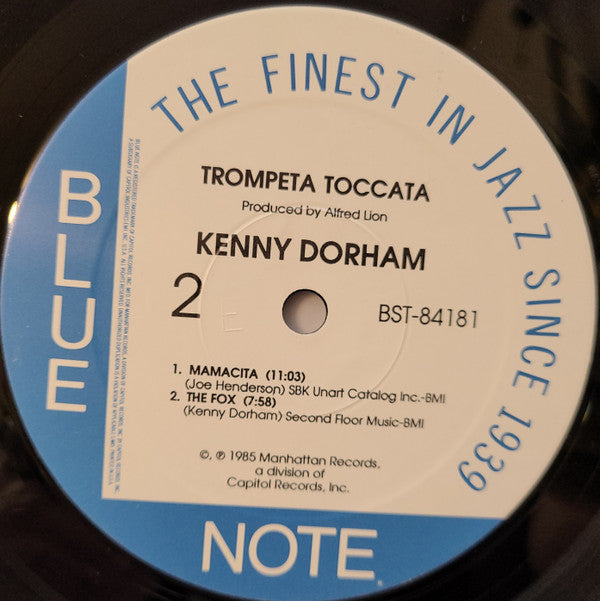 THE FINEST IN JAZZ SINCE 1939
BLUE
TROMPETA TOCCATA
Produced by Alfred Lion
KENNY DORHAM
2
BST-84181
1. MAMACITA (11:03)
(Joe Henderson) SBK Unart Catalog Inc.-BMI
2. THE FOX (7:58)
(Kenny Dorham) Second Floor Music-BMI
©, ℗ 1985 Manhattan Records,
a division of
Capitol Records, Inc.
NOTE